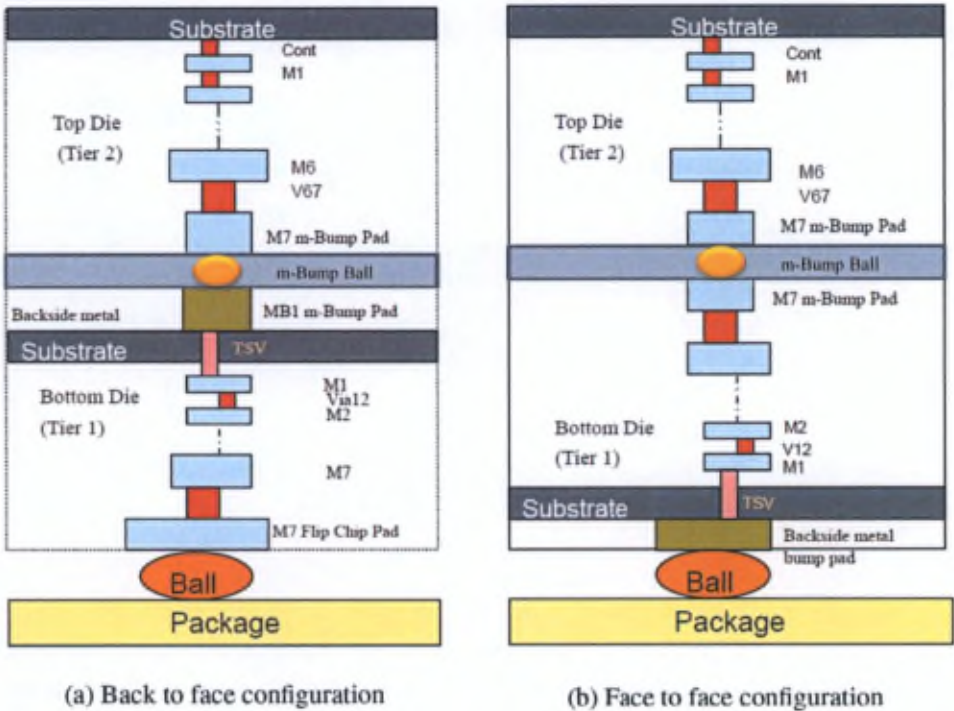 Substrate
Cont
M1
Top Die
(Tier 2)
M6
V67
M7 m-Bump Pad
m-Bump Ball
Backside metal
MB1 m-Bump Pad
Substrate
TSV
M1
Via12
M2
Bottom Die
(Tier 1)
M7
M7 Flip Chip Pad
Ball
Package
(a) Back to face configuration
Substrate
Cont
M1
Top Die
(Tier 2)
M6
V67
M7 m-Bump Pad
m-Bump Ball
M7 m-Bump Pad
Bottom Die
(Tier 1)
M2
V12
M1
TSV
Substrate
Backside metal
bump pad
Ball
Package
(b) Face to face configuration